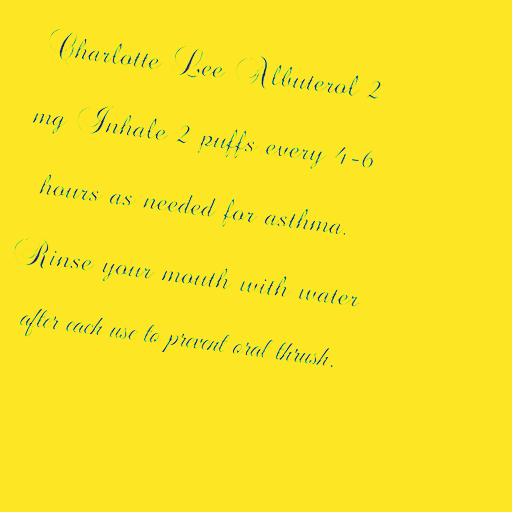 Charlotte Lee Albuterol 2
mg Inhale 2 puffs every 4-6
hours as needed for asthma.
Rinse your mouth with water
after each use to prevent oral thrush.